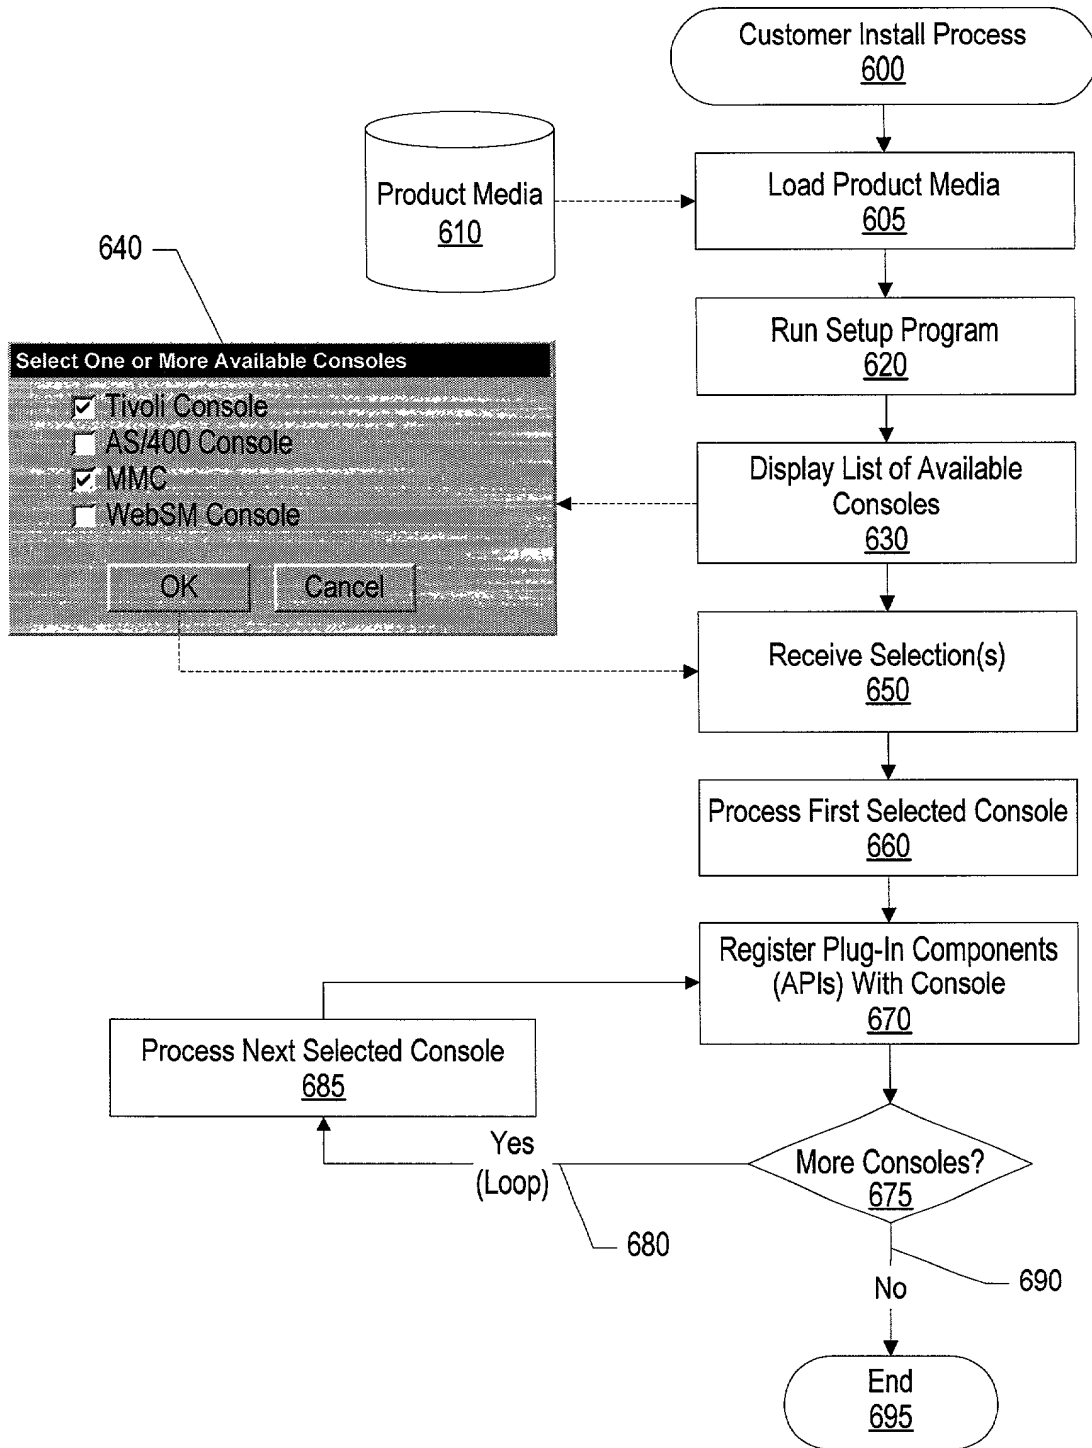 Customer Install Process
600
Product Media
610
Load Product Media
605
640
Run Setup Program
620
Select One or More Available Consoles
Tivoli Console
AS/400 Console
MMC
WebSM Console
OK
Cancel
Display List of Available
Consoles
630
Receive Selection(s)
650
Process First Selected Console
660
Register Plug-In Components
(APIs) With Console
670
Process Next Selected Console
685
Yes
(Loop)
More Consoles?
675
680
690
No
End
695